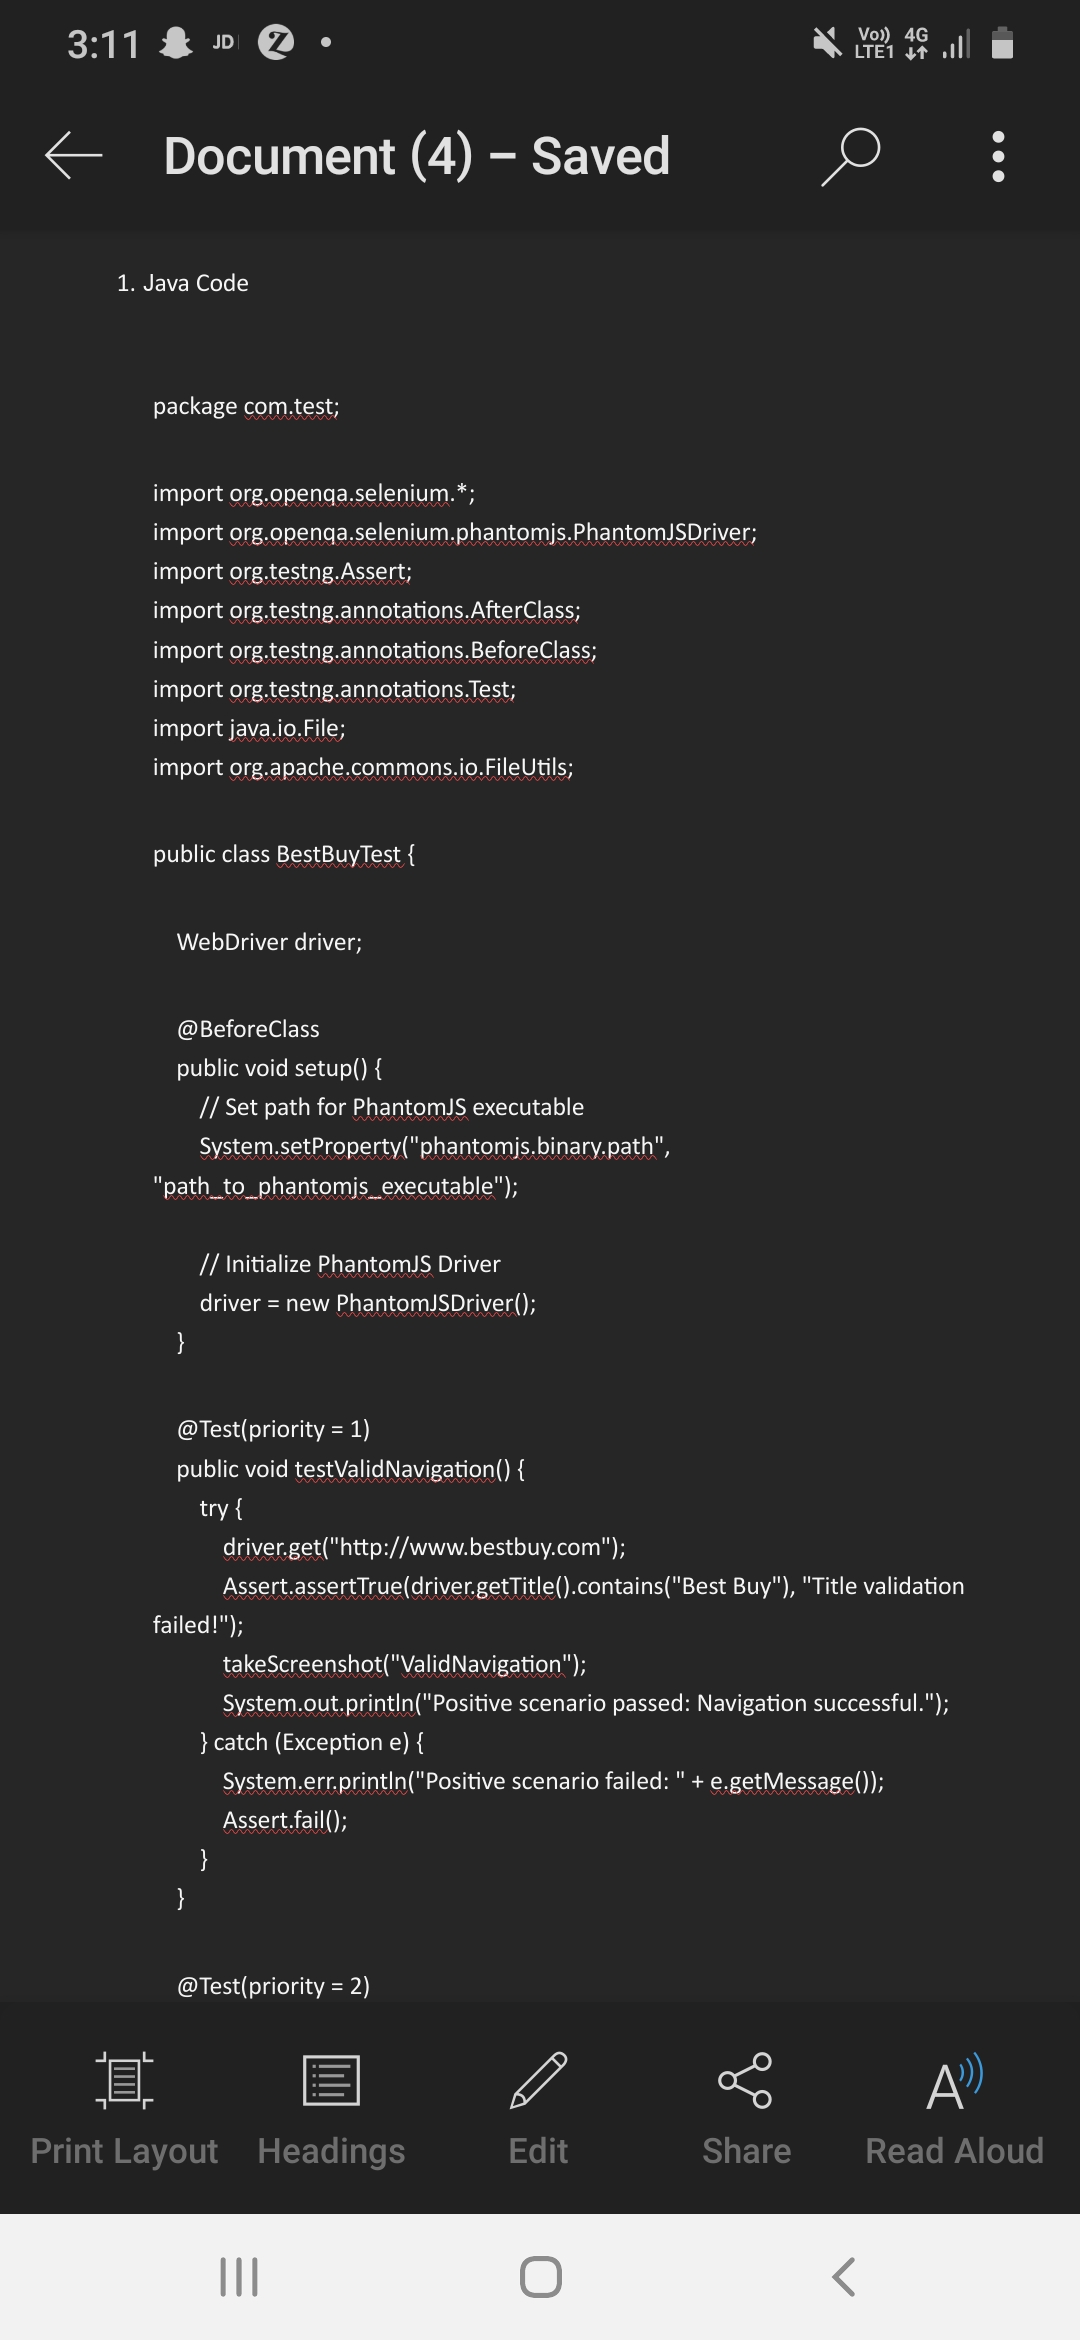 3:11 JD
Vo)) 4G
LTE1
Document (4) – Saved
1. Java Code
package com.test;
import org.openqa.selenium.*;
import org.openqa.selenium.phantomjs.PhantomJSDriver;
import org.testng.Assert;
import org.testng.annotations.AfterClass;
import org.testng.annotations.BeforeClass;
import org.testng.annotations.Test;
import java.io.File;
import org.apache.commons.io.FileUtils;
public class BestBuyTest {
WebDriver driver;
@BeforeClass
public void setup() {
// Set path for PhantomJS executable
System.setProperty("phantomjs.binary.path",
"path_to_phantomjs_executable");
// Initialize PhantomJS Driver
driver = new PhantomJSDriver();
}
@Test(priority = 1)
public void testValidNavigation() {
try {
driver.get("http://www.bestbuy.com");
Assert.assertTrue(driver.getTitle().contains("Best Buy"), "Title validation
failed!");
takeScreenshot("ValidNavigation");
System.out.println("Positive scenario passed: Navigation successful.");
} catch (Exception e) {
System.err.println("Positive scenario failed: " + e.getMessage());
Assert.fail();
}
}
@Test(priority = 2)
Print Layout Headings Edit Share Read Aloud